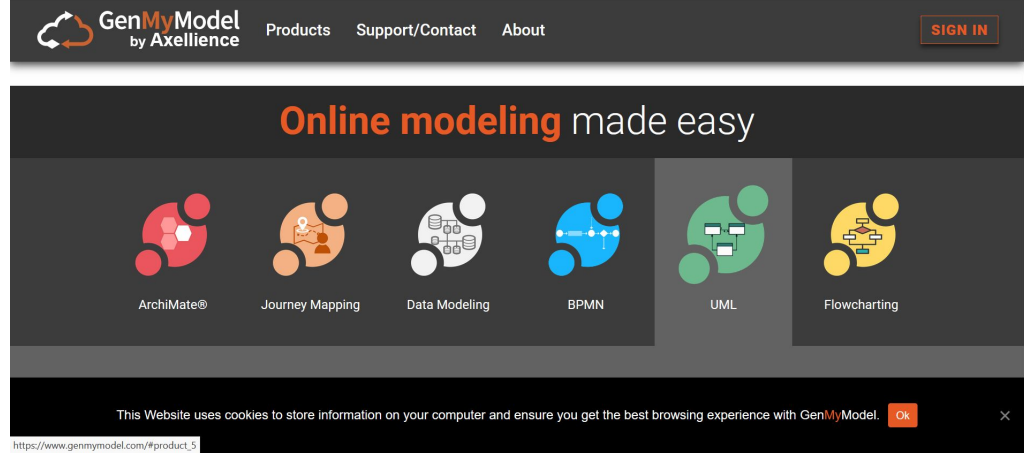 GenMyModel
by Axellience
Products Support/Contact About
SIGN IN
Online modeling made easy
ArchiMate® Journey Mapping Data Modeling BPMN UML Flowcharting
This Website uses cookies to store information on your computer and ensure you get the best browsing experience with GenMyModel. Ok
https://www.genmymodel.com/#product_5